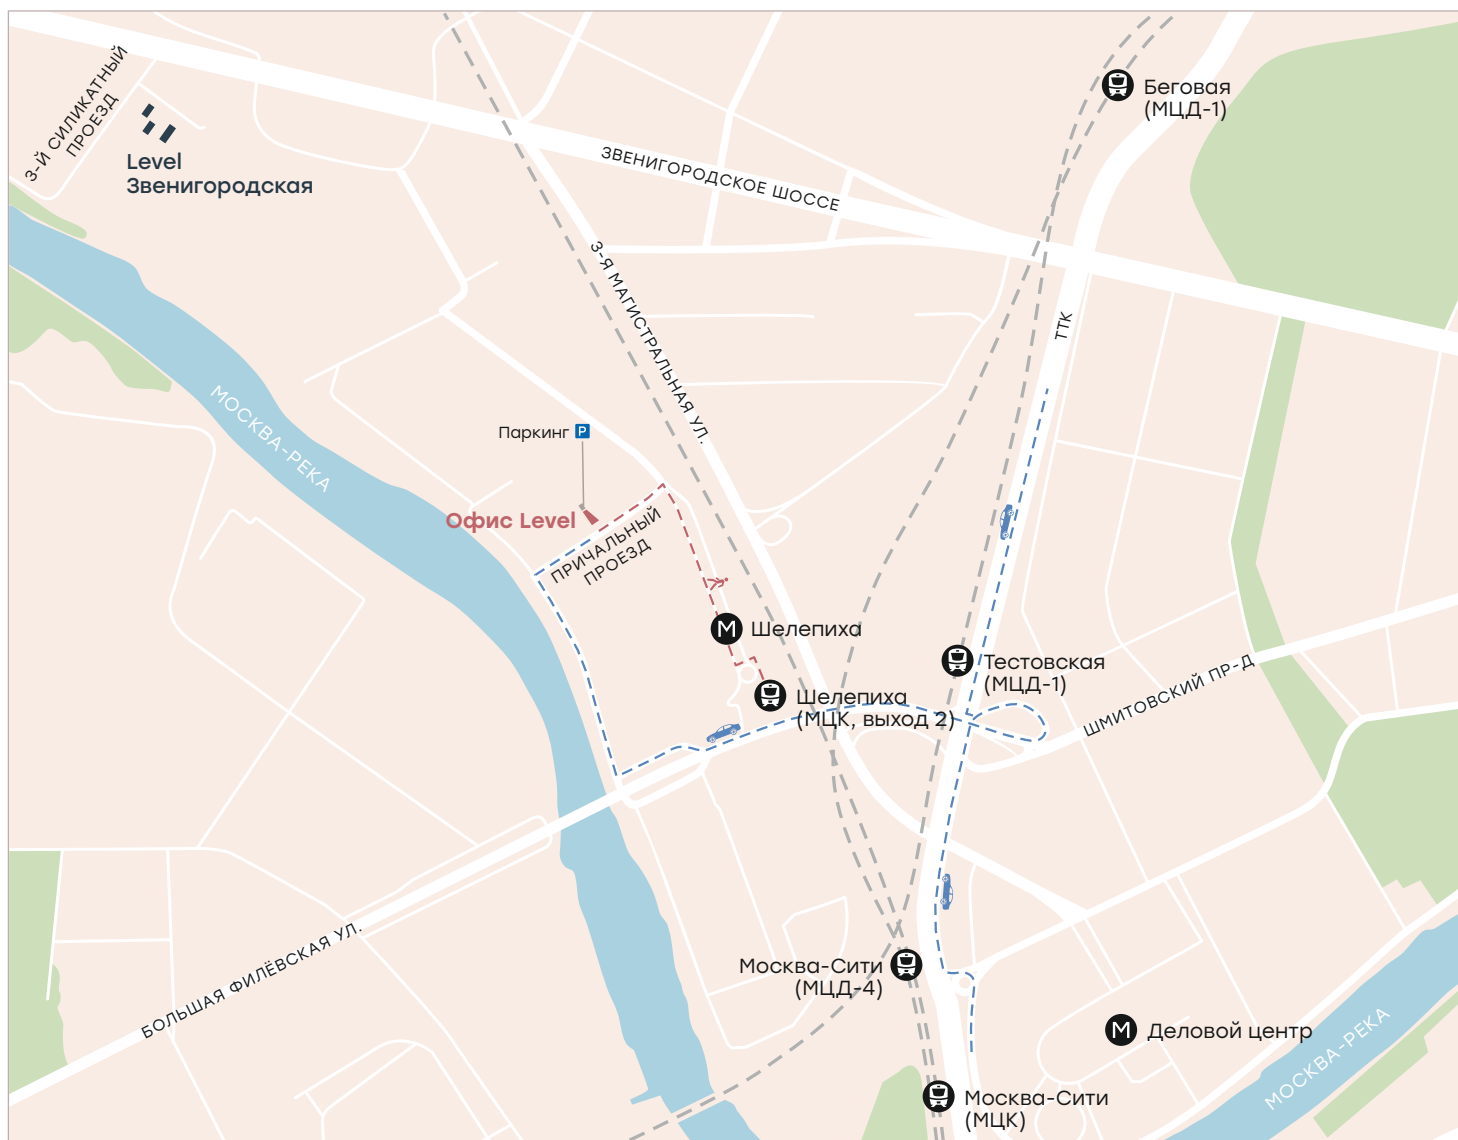 Беговая
(МЦД-1)
3-Й СИЛИКАТНЫЙ
ПРОЕЗД
Level
Звенигородская
ЗВЕНИГОРОДСКОЕ ШОССЕ
3-Я МАГИСТРАЛЬНАЯ УЛ.
ТТК
МОСКВА-РЕКА
Паркинг
P
Офис Level
ПРИЧАЛЬНЫЙ
ПРОЕЗД
М
Шелепиха
Тестовская
(МЦД-1)
Шелепиха
(МЦК, выход 2)
ШМИТОВСКИЙ ПР-Д
БОЛЬШАЯ ФИЛЁВСКАЯ УЛ.
Москва-Сити
(МЦД-4)
М
Деловой центр
МОСКВА-РЕКА
Москва-Сити
(МЦК)